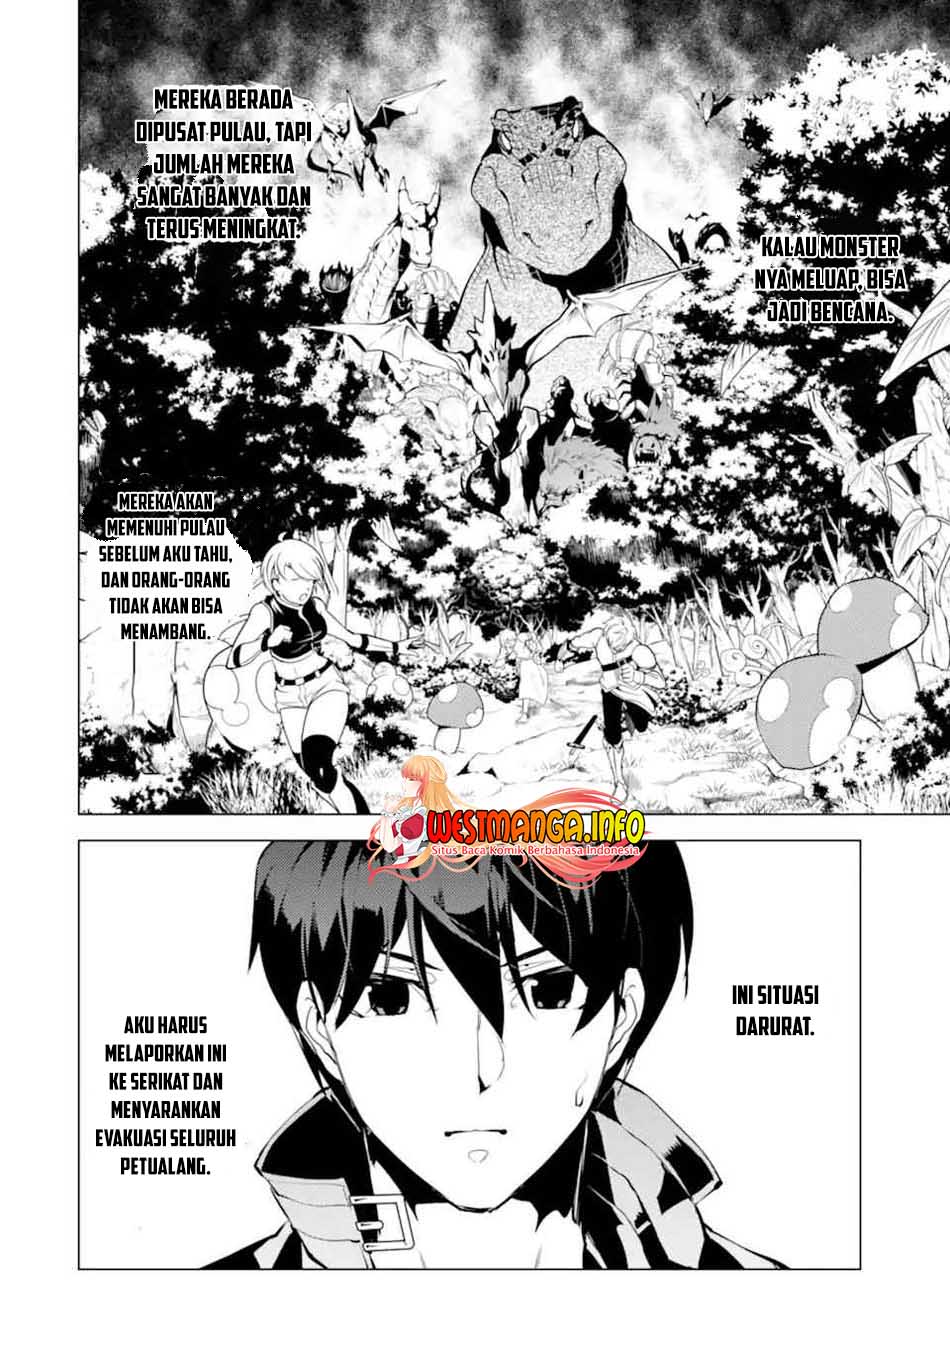 KALAU MONSTER
NYA MELUAP, BISA
JADI BENCANA.
MEREKA BERADA
DIPUSAT PULAU, TAPI
JUMLAH MEREKA
SANGAT BANYAK DAN
TERUS MENINGKAT.
MEREKA AKAN
MEMENUHI PULAU
SEBELUM AKU TAHU,
DAN ORANG-ORANG
TIDAK AKAN BISA
MENAMBANG.
WESTMANGA.INFO
Situs Baca Komik Berbahasa Indonesia
INI SITUASI
DARURAT.
AKU HARUS
MELAPORKAN INI
KE SERIKAT DAN
MENYARANKAN
EVAKUASI SELURUH
PETUALANG.